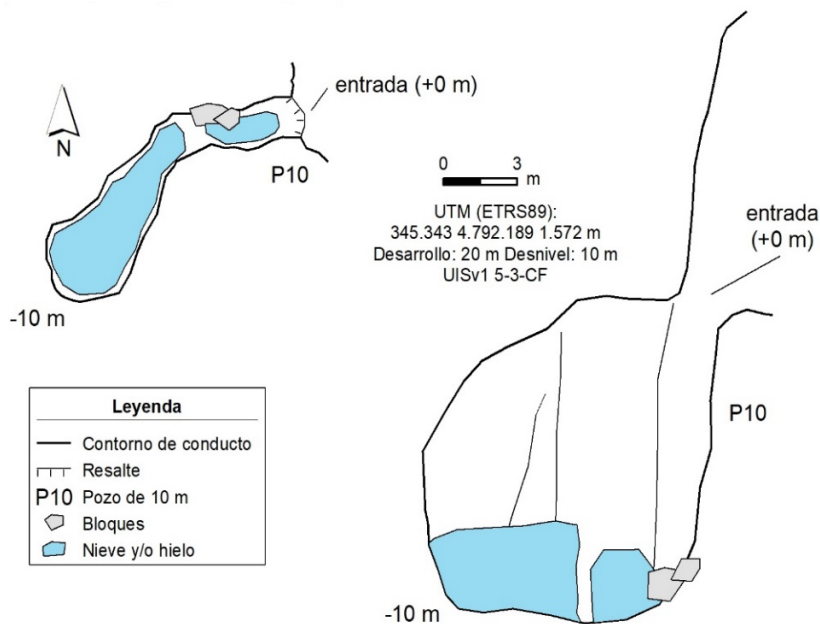 entrada (+0 m)
N
P10
-10 m
0 3
m
UTM (ETRS89):
345.343 4.792.189 1.572 m
Desarrollo: 20 m Desnivel: 10 m
UISv1 5-3-CF
entrada
(+0 m)
P10
-10 m
Leyenda
Contorno de conducto
Resalte
P10 Pozo de 10 m
Bloques
Nieve y/o hielo